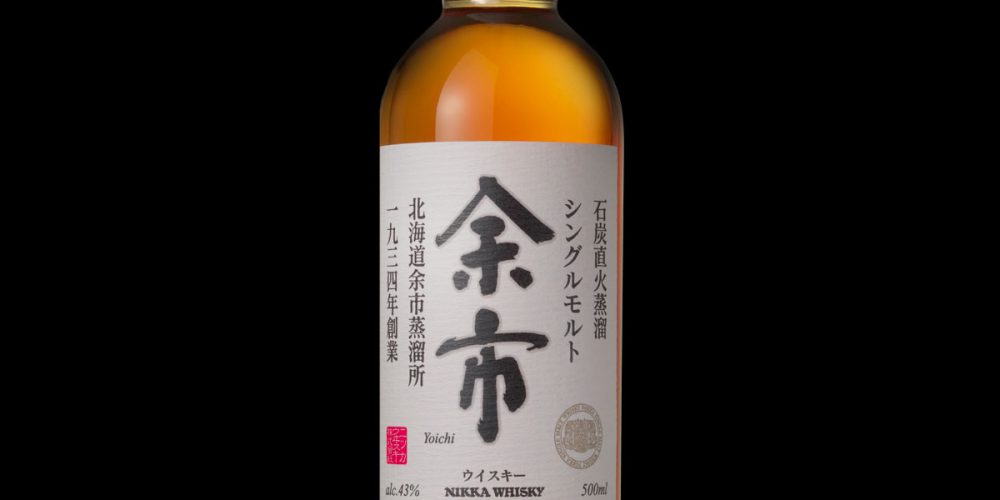 石炭直火蒸溜
シングルモルト
余市
北海道余市蒸溜所
一九三四年創業
Yoichi
ウイスキー
NIKKA WHISKY
alc.43%
500ml